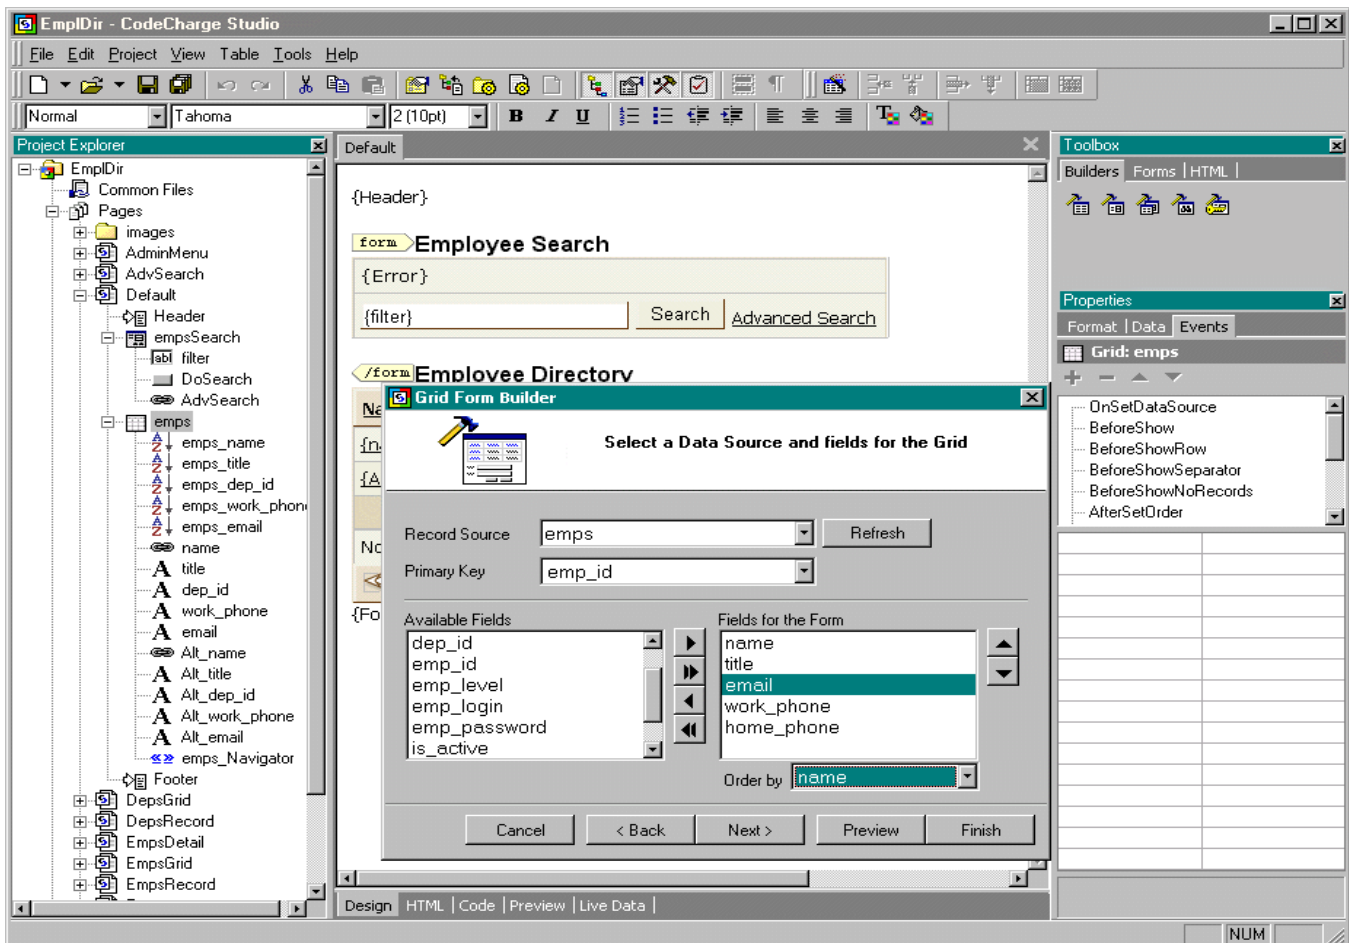 EmplDir - CodeCharge Studio
File Edit Project View Table Tools Help
Normal Tahoma 2 (10pt) B I U
Project Explorer
EmplDir
Common Files
Pages
images
AdminMenu
AdvSearch
Default
Header
empsSearch
filter
DoSearch
AdvSearch
emps
emps_name
emps_title
emps_dep_id
emps_work_phon
emps_email
name
title
dep_id
work_phone
email
Alt_name
Alt_title
Alt_dep_id
Alt_work_phone
Alt_email
emps_Navigator
Footer
DepsGrid
DepsRecord
EmpsDetail
EmpsGrid
EmpsRecord
Default
{Header}
form Employee Search
{Error}
{filter} Search Advanced Search
/form Employee Directory
Na
{n
{A
No
{Fo
Grid Form Builder
Select a Data Source and fields for the Grid
Record Source emps Refresh
Primary Key emp_id
Available Fields
dep_id
emp_id
emp_level
emp_login
emp_password
is_active
Fields for the Form
name
title
email
work_phone
home_phone
Order by name
Cancel < Back Next > Preview Finish
Design HTML Code Preview Live Data
Toolbox
Builders Forms HTML
Properties
Format Data Events
Grid: emps
OnSetDataSource
BeforeShow
BeforeShowRow
BeforeShowSeparator
BeforeShowNoRecords
AfterSetOrder
NUM